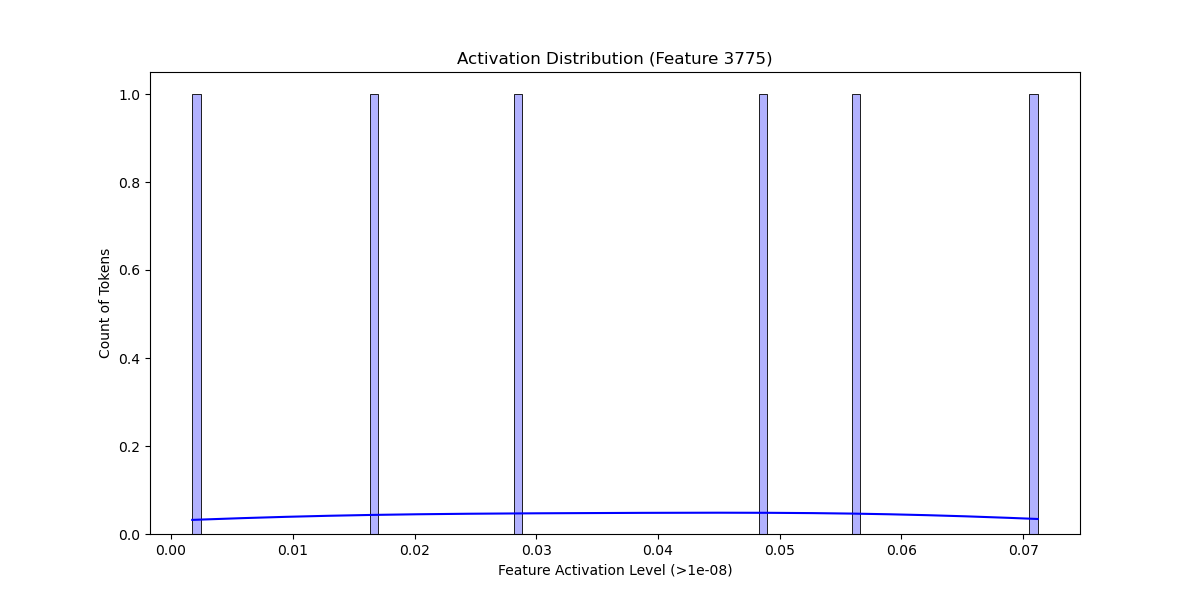 Activation Distribution (Feature 3775)
Count of Tokens
1.0
0.8
0.6
0.4
0.2
0.0
0.00 0.01 0.02 0.03 0.04 0.05 0.06 0.07
Feature Activation Level (>1e-08)